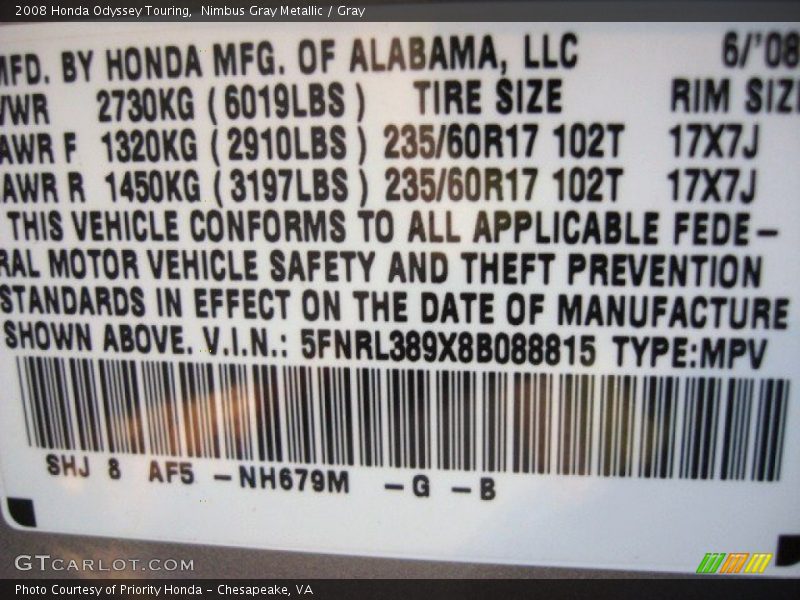 2008 Honda Odyssey Touring,  Nimbus Gray Metallic / Gray
MFD. BY HONDA MFG. OF ALABAMA, LLC 6/'08
VWR 2730KG (6019LBS) TIRE SIZE RIM SIZE
AWR F 1320KG (2910LBS) 235/60R17 102T 17X7J
AWR R 1450KG (3197LBS) 235/60R17 102T 17X7J
THIS VEHICLE CONFORMS TO ALL APPLICABLE FEDE-
RAL MOTOR VEHICLE SAFETY AND THEFT PREVENTION
STANDARDS IN EFFECT ON THE DATE OF MANUFACTURE
SHOWN ABOVE. V.I.N.: 5FNRL389X8B088815 TYPE:MPV
SHJ 8 AF5 -NH679M -G -B
GTCARLOT.COM
Photo Courtesy of Priority Honda - Chesapeake, VA